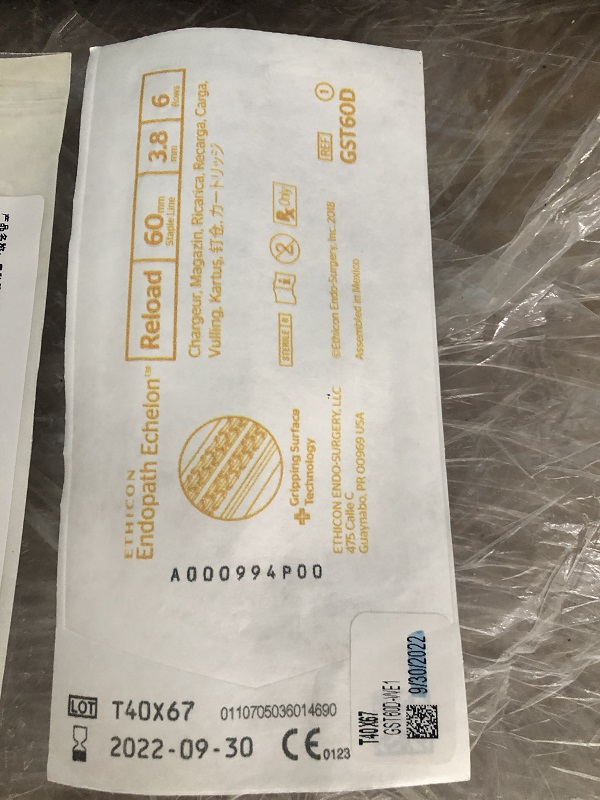 ETHICON
Endopath Echelon™
Reload 60 mm Staple Line 3.8 mm 6 Rows
Chargeur, Magazin, Ricarica, Recarga, Carga,
Vulling, Kartuş, 钉仓, カートリッジ
STERILE R
Rx Only
REF 1
GST60D
Gripping Surface
Technology
ETHICON ENDO-SURGERY, LLC
475 Calle C
Guaynabo, PR 00969 USA
©Ethicon Endo-Surgery, Inc. 2018
Assembled in Mexico
A000994P00
LOT T40X67 0110705036014690
2022-09-30 CE 0123
T40X67
GST60D-WE1
9/30/2022